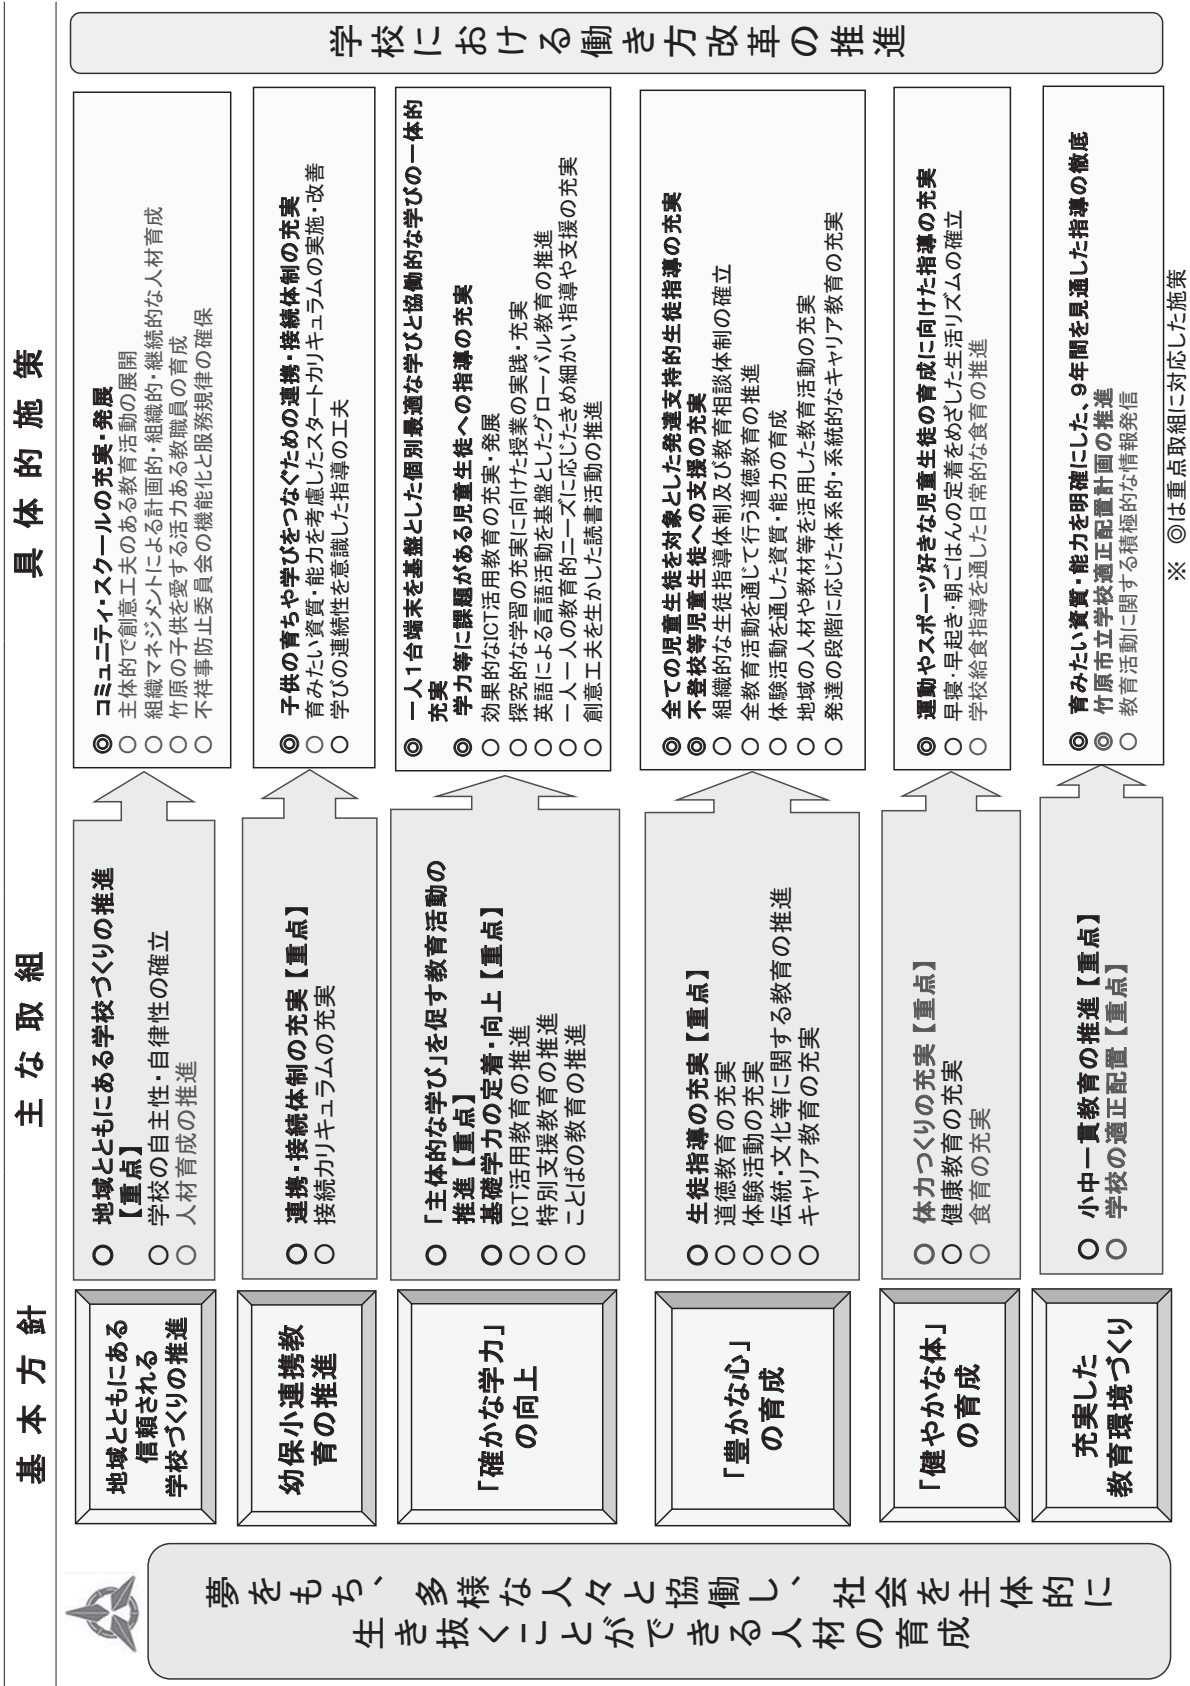 基本方針
主な取組
具体的施策
夢をもち、多様な人々と協働し、社会を主体的に
生き抜くことができる人材の育成
地域とともにある
信頼される
学校づくりの推進
○ 地域とともにある学校づくりの推進
【重点】
○ 学校の自主性・自律性の確立
○ 人材育成の推進
◎ コミュニティ・スクールの充実・発展
○ 主体的で創意工夫のある教育活動の展開
○ 組織マネジメントによる計画的・組織的・継続的な人材育成
○ 竹原の子供を愛する活力ある教職員の育成
○ 不祥事防止委員会の機能化と服務規律の確保
幼保小連携教
育の推進
○ 連携・接続体制の充実【重点】
○ 接続カリキュラムの充実
◎ 子供の育ちや学びをつなぐための連携・接続体制の充実
○ 育みたい資質・能力を考慮したスタートカリキュラムの実施・改善
○ 学びの連続性を意識した指導の工夫
「確かな学力」
の向上
○ 「主体的な学び」を促す教育活動の
推進【重点】
○ 基礎学力の定着・向上【重点】
○ ICT活用教育の推進
○ 特別支援教育の推進
○ ことばの教育の推進
◎ 一人1台端末を基盤とした個別最適な学びと協働的な学びの一体的
充実
◎ 学力等に課題がある児童生徒への指導の充実
○ 効果的なICT活用教育の充実・発展
○ 探究的な学習の充実に向けた授業の実践・充実
○ 英語による言語活動を基盤としたグローバル教育の推進
○ 一人一人の教育的ニーズに応じたきめ細かい指導や支援の充実
○ 創意工夫を生かした読書活動の推進
「豊かな心」
の育成
○ 生徒指導の充実【重点】
○ 道徳教育の充実
○ 体験活動の充実
○ 伝統・文化等に関する教育の推進
○ キャリア教育の充実
◎ 全ての児童生徒を対象とした発達支持的生徒指導の充実
◎ 不登校等児童生徒への支援の充実
○ 組織的な生徒指導体制及び教育相談体制の確立
○ 全教育活動を通じて行う道徳教育の推進
○ 体験活動を通した資質・能力の育成
○ 地域の人材や教材等を活用した教育活動の充実
○ 発達の段階に応じた体系的・系統的なキャリア教育の充実
「健やかな体」
の育成
○ 体力つくりの充実【重点】
○ 健康教育の充実
○ 食育の充実
◎ 運動やスポーツ好きな児童生徒の育成に向けた指導の充実
○ 早寝・早起き・朝ごはんの定着をめざした生活リズムの確立
○ 学校給食指導を通した日常的な食育の推進
充実した
教育環境づくり
○ 小中一貫教育の推進【重点】
○ 学校の適正配置【重点】
◎ 育みたい資質・能力を明確にした、9年間を見通した指導の徹底
◎ 竹原市立学校適正配置計画の推進
○ 教育活動に関する積極的な情報発信
学校における働き方改革の推進
※ ◎は重点取組に対応した施策